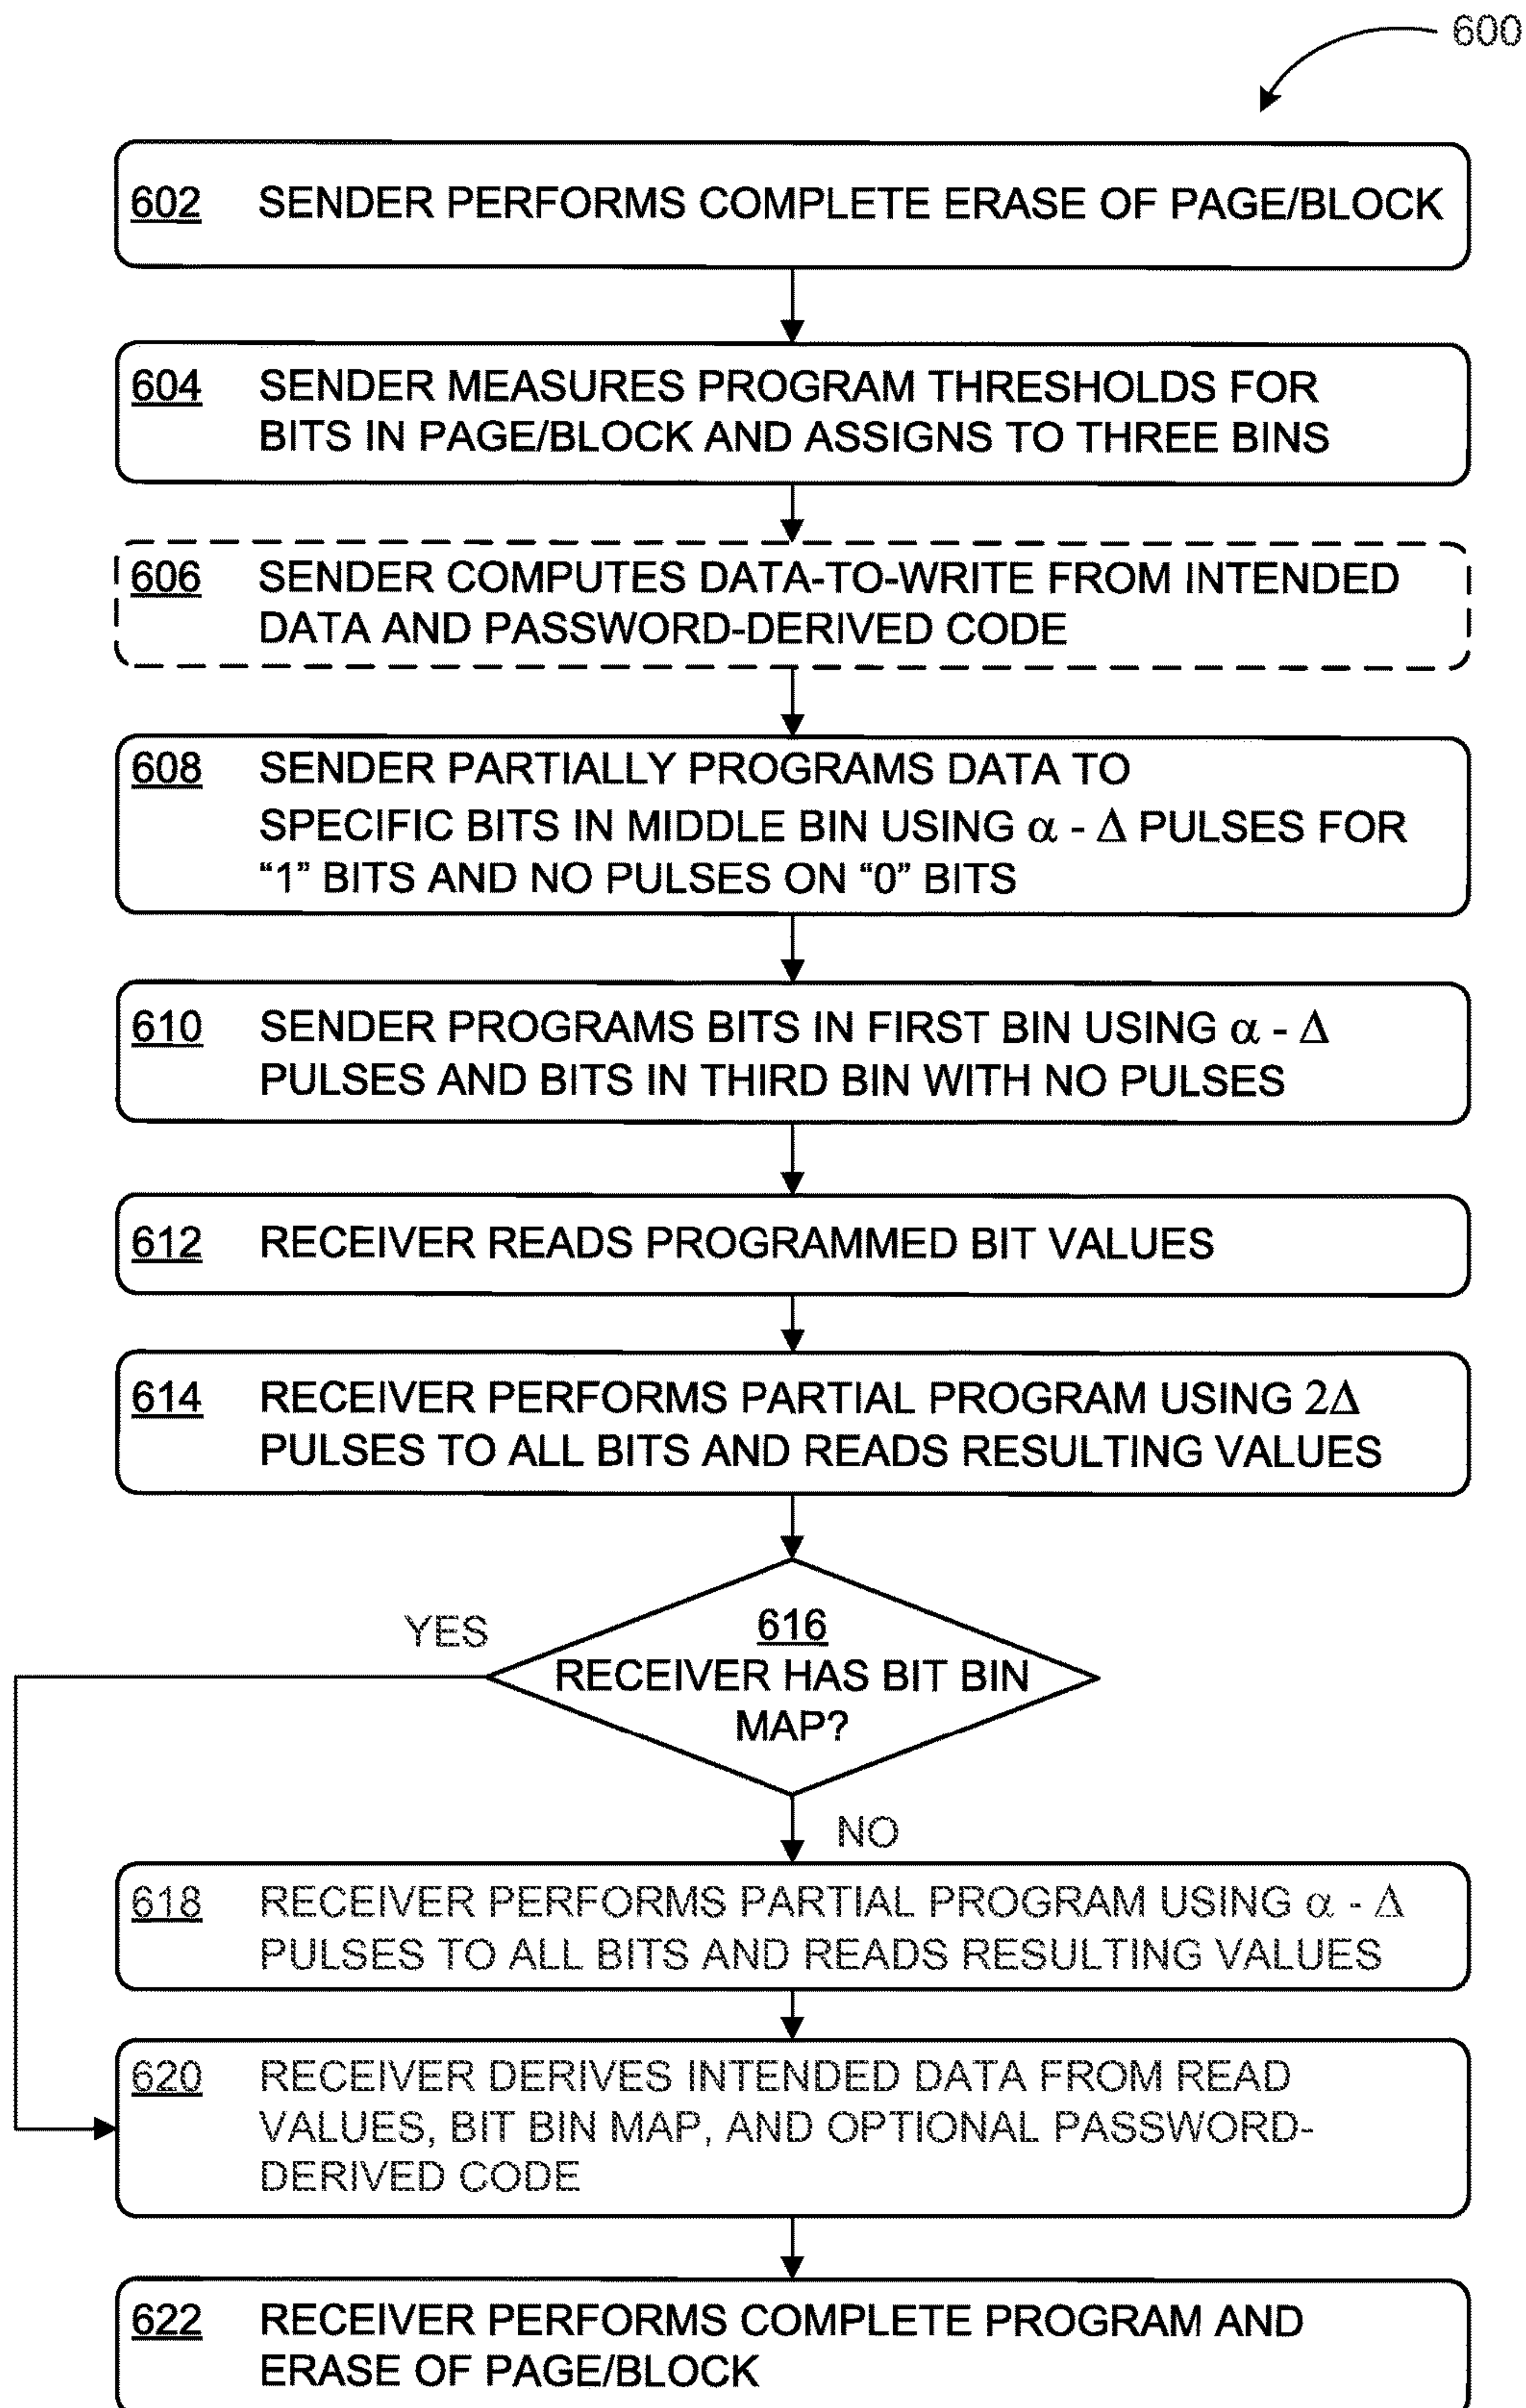 600
602 SENDER PERFORMS COMPLETE ERASE OF PAGE/BLOCK
604 SENDER MEASURES PROGRAM THRESHOLDS FOR
BITS IN PAGE/BLOCK AND ASSIGNS TO THREE BINS
606 SENDER COMPUTES DATA-TO-WRITE FROM INTENDED
DATA AND PASSWORD-DERIVED CODE
608 SENDER PARTIALLY PROGRAMS DATA TO
SPECIFIC BITS IN MIDDLE BIN USING α - Δ PULSES FOR
“1” BITS AND NO PULSES ON “0” BITS
610 SENDER PROGRAMS BITS IN FIRST BIN USING α - Δ
PULSES AND BITS IN THIRD BIN WITH NO PULSES
612 RECEIVER READS PROGRAMMED BIT VALUES
614 RECEIVER PERFORMS PARTIAL PROGRAM USING 2Δ
PULSES TO ALL BITS AND READS RESULTING VALUES
616
RECEIVER HAS BIT BIN
MAP?
YES
NO
618 RECEIVER PERFORMS PARTIAL PROGRAM USING α - Δ
PULSES TO ALL BITS AND READS RESULTING VALUES
620 RECEIVER DERIVES INTENDED DATA FROM READ
VALUES, BIT BIN MAP, AND OPTIONAL PASSWORD-
DERIVED CODE
622 RECEIVER PERFORMS COMPLETE PROGRAM AND
ERASE OF PAGE/BLOCK